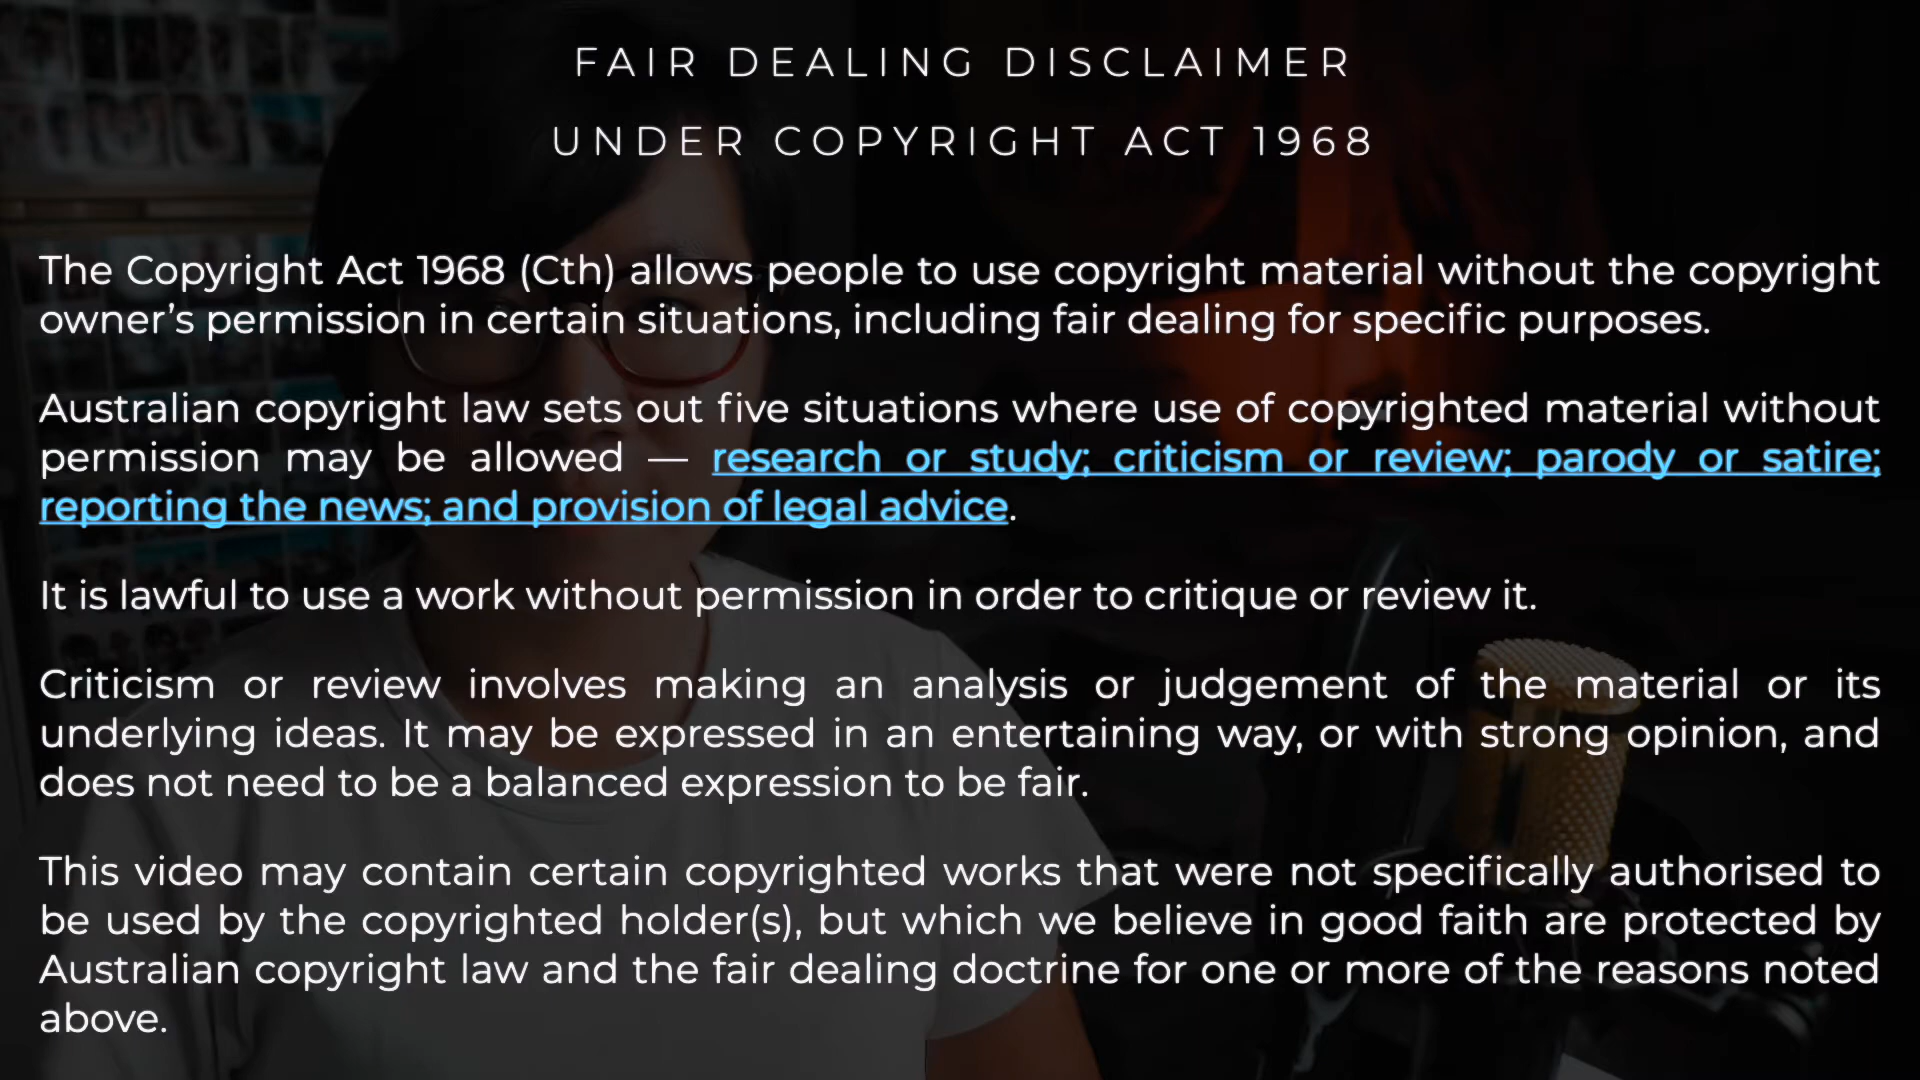 FAIR DEALING DISCLAIMER
UNDER COPYRIGHT ACT 1968
The Copyright Act 1968 (Cth) allows people to use copyright material without the copyright
owner’s permission in certain situations, including fair dealing for specific purposes.
Australian copyright law sets out five situations where use of copyrighted material without
permission may be allowed — research or study; criticism or review; parody or satire;
reporting the news; and provision of legal advice.
It is lawful to use a work without permission in order to critique or review it.
Criticism or review involves making an analysis or judgement of the material or its
underlying ideas. It may be expressed in an entertaining way, or with strong opinion, and
does not need to be a balanced expression to be fair.
This video may contain certain copyrighted works that were not specifically authorised to
be used by the copyrighted holder(s), but which we believe in good faith are protected by
Australian copyright law and the fair dealing doctrine for one or more of the reasons noted
above.